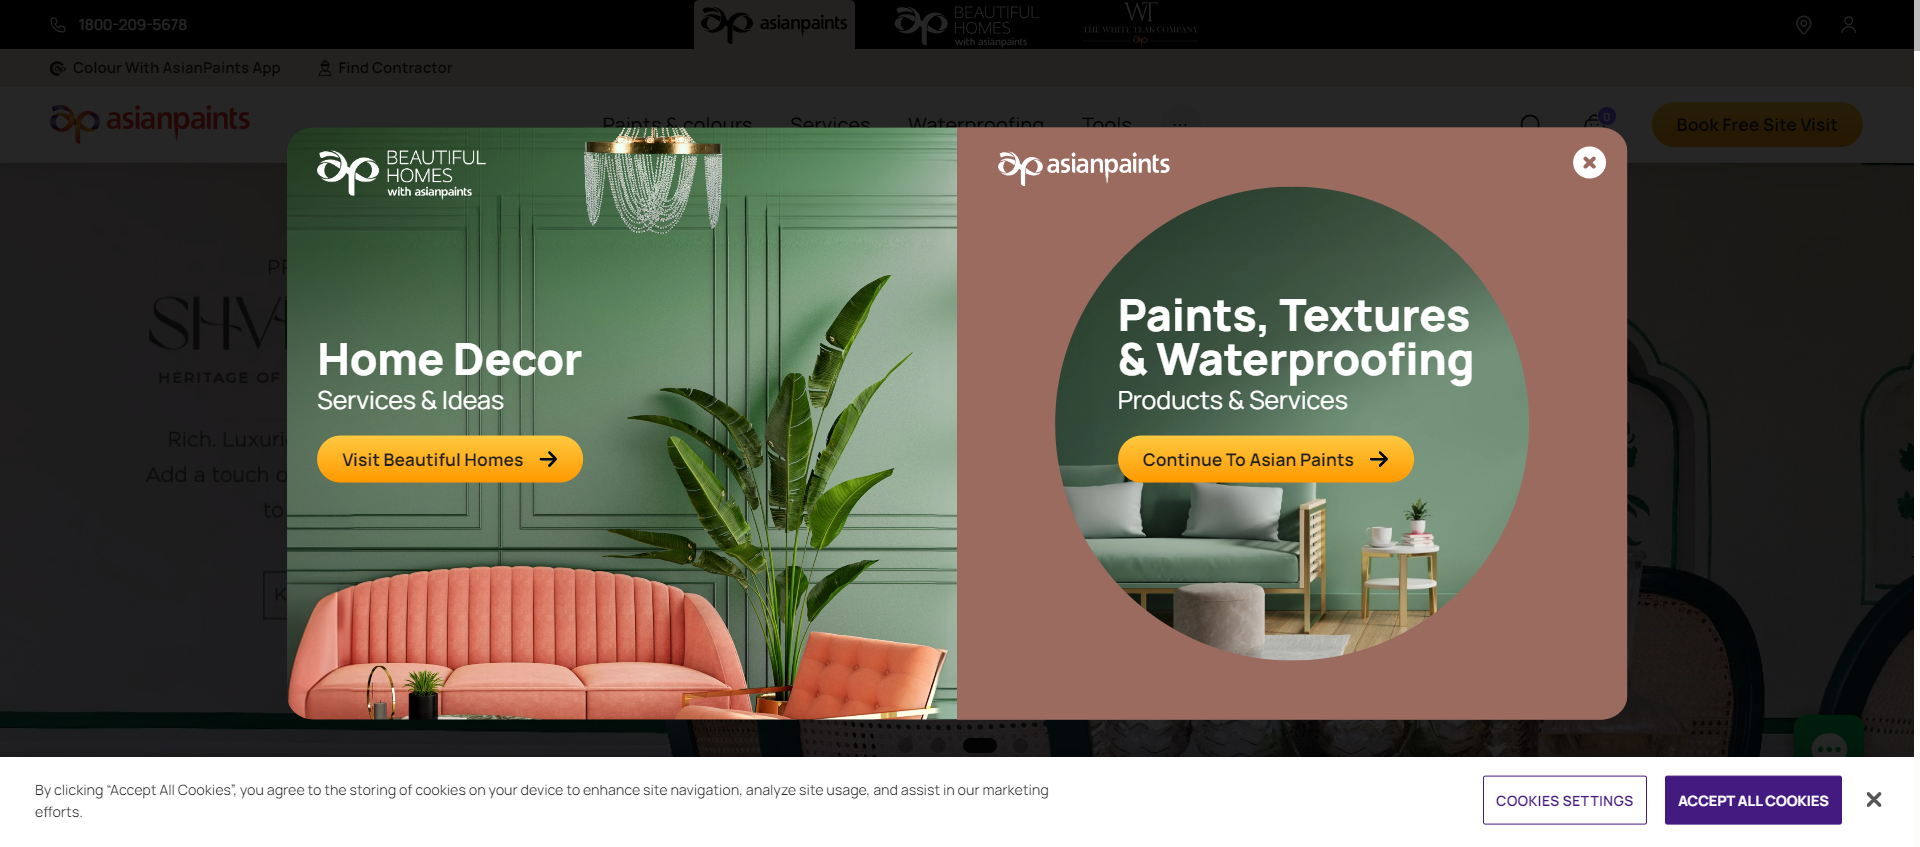 1800-209-5678
asianpaints
BEAUTIFUL
HOMES
with asianpaints
WT
THE WHITE TEAK COMPANY
Colour With AsianPaints App
Find Contractor
asianpaints
Paints & colours
Services
Waterproofing
Tools
...
0
Book Free Site Visit
BEAUTIFUL
HOMES
with asianpaints
Home Decor
Services & Ideas
Visit Beautiful Homes
asianpaints
Paints, Textures
& Waterproofing
Products & Services
Continue To Asian Paints
HERITAGE OF
Rich.
Add a touch
to
By clicking “Accept All Cookies”, you agree to the storing of cookies on your device to enhance site navigation, analyze site usage, and assist in our marketing
efforts.
COOKIES SETTINGS
ACCEPT ALL COOKIES